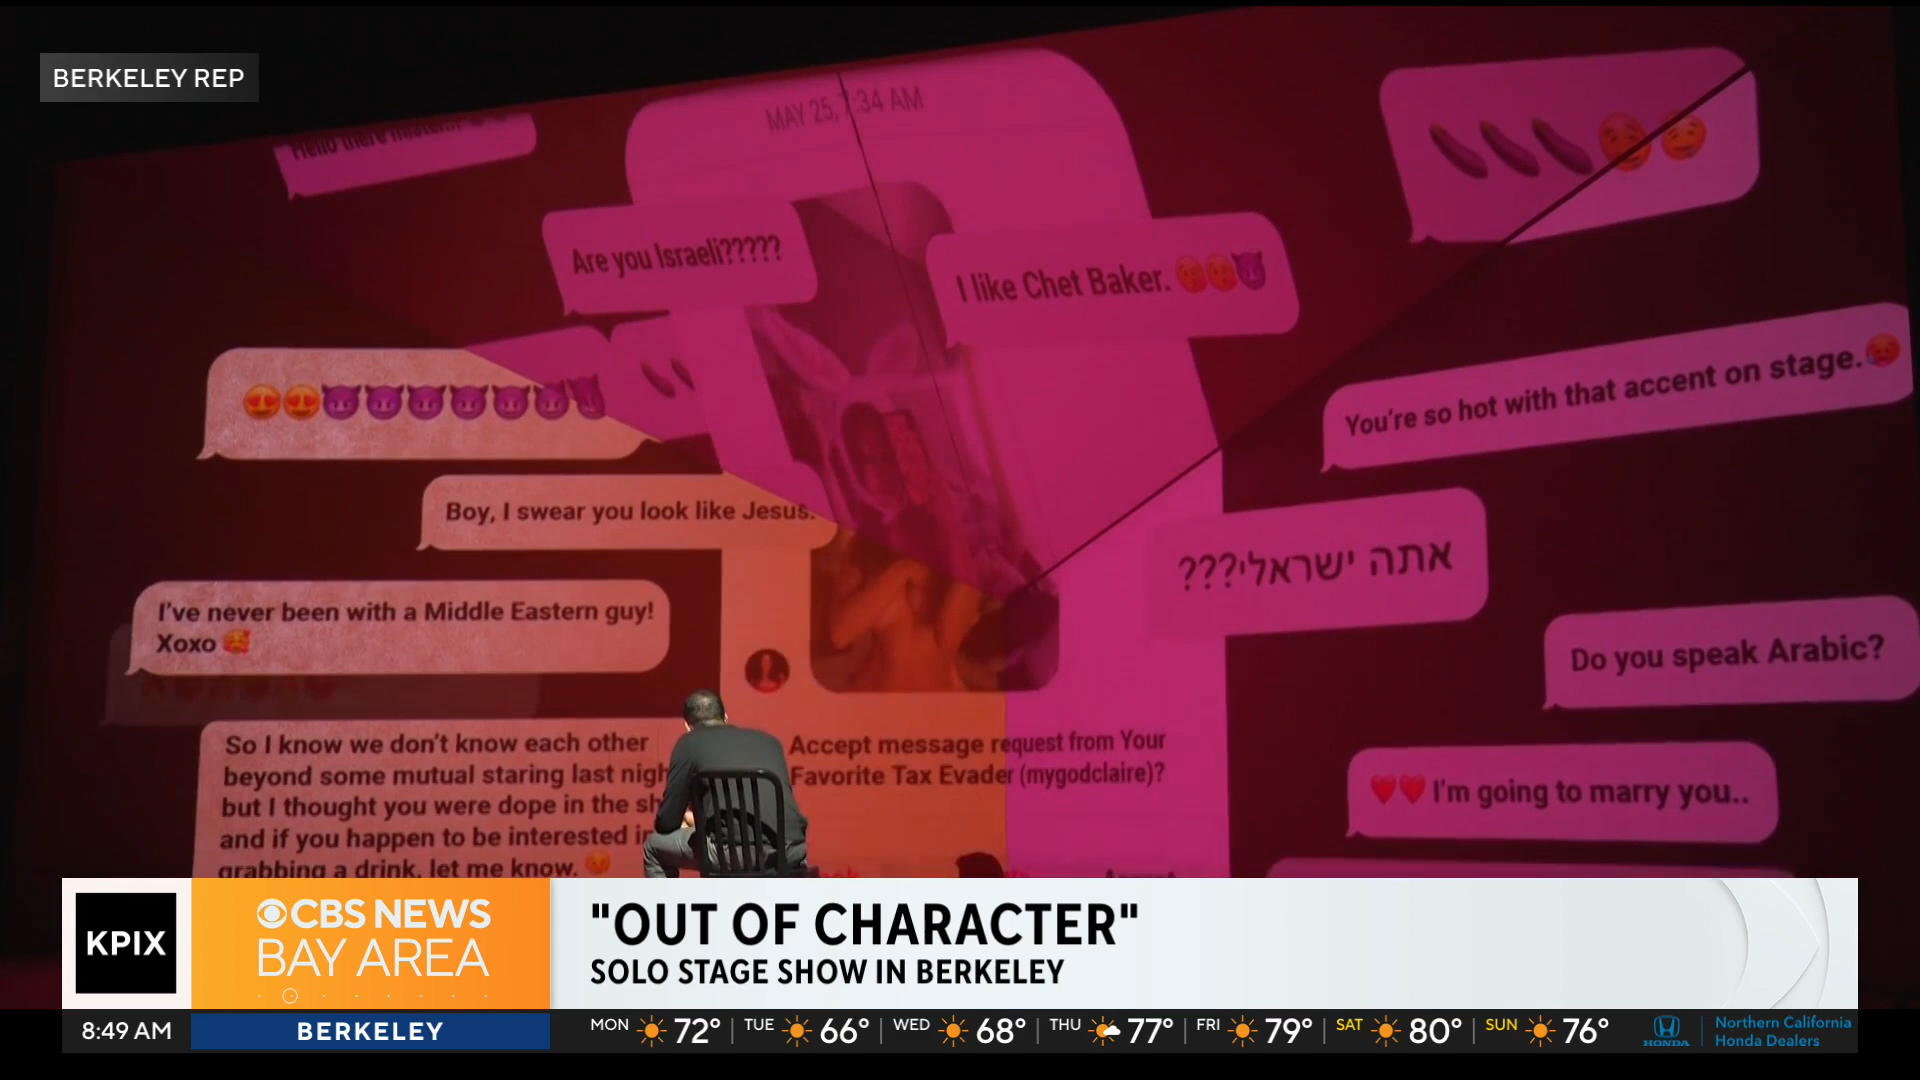 BERKELEY REP
Hello there mister...
MAY 25, 7:34 AM
Are you Israeli?????
I like Chet Baker. 😘😘😈
🍆🍆🍆🥴🥴
😍😍😈😈😈😈😈😈😈
You're so hot with that accent on stage.🥵
Boy, I swear you look like Jesus.
אתה ישראלי???
I've never been with a Middle Eastern guy!
Xoxo 🥰
Do you speak Arabic?
So I know we don't know each other
beyond some mutual staring last nigh
but I thought you were dope in the sh
and if you happen to be interested in
grabbing a drink, let me know.
Accept message request from Your
Favorite Tax Evader (mygodclaire)?
❤️❤️ I'm going to marry you..
KPIX
CBS NEWS
BAY AREA
"OUT OF CHARACTER"
SOLO STAGE SHOW IN BERKELEY
8:49 AM
BERKELEY
MON 72° TUE 66° WED 68° THU 77° FRI 79° SAT 80° SUN 76°
HONDA
Northern California
Honda Dealers